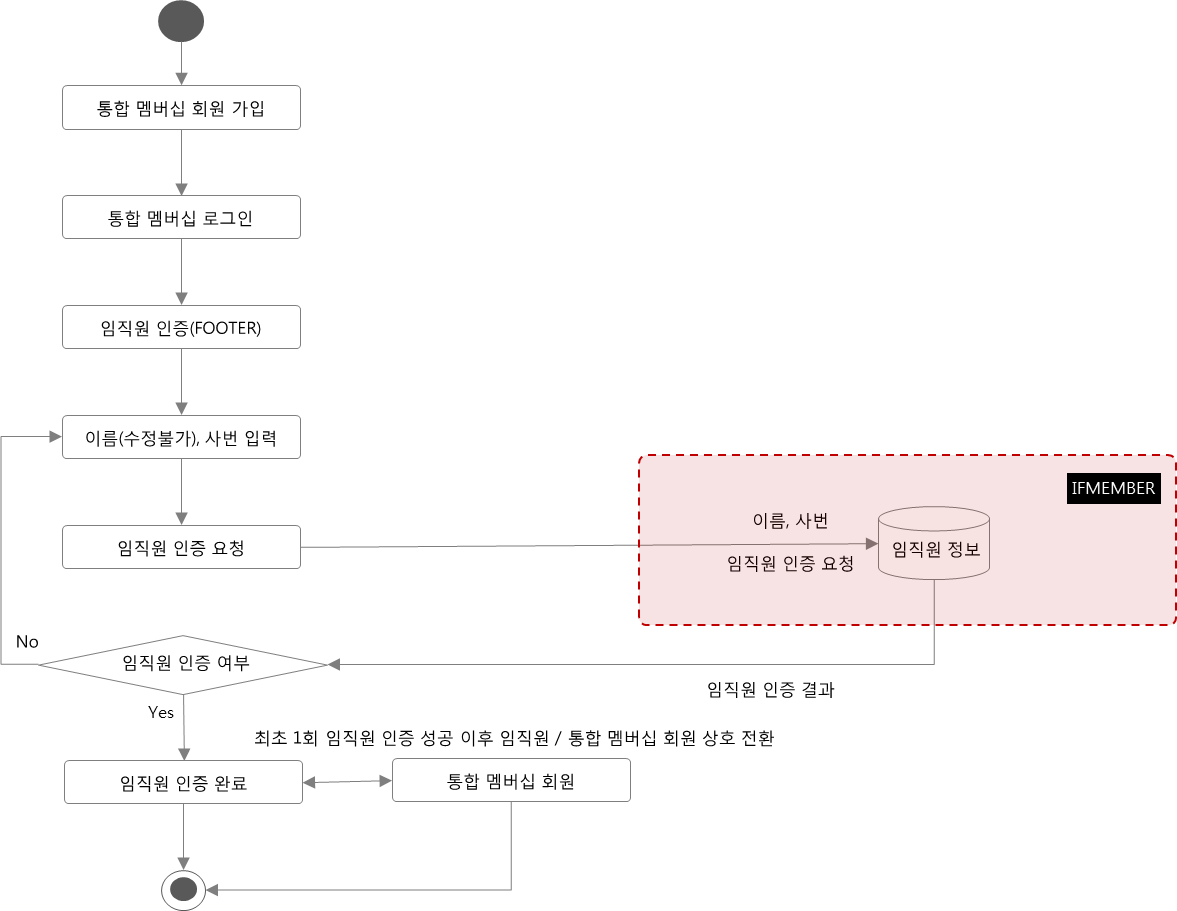 통합 멤버십 회원 가입
통합 멤버십 로그인
임직원 인증(FOOTER)
이름(수정불가), 사번 입력
IFMEMBER
이름, 사번
임직원 인증 요청
임직원 정보
임직원 인증 요청
No
임직원 인증 여부
임직원 인증 결과
Yes
최초 1회 임직원 인증 성공 이후 임직원 / 통합 멤버십 회원 상호 전환
임직원 인증 완료
통합 멤버십 회원